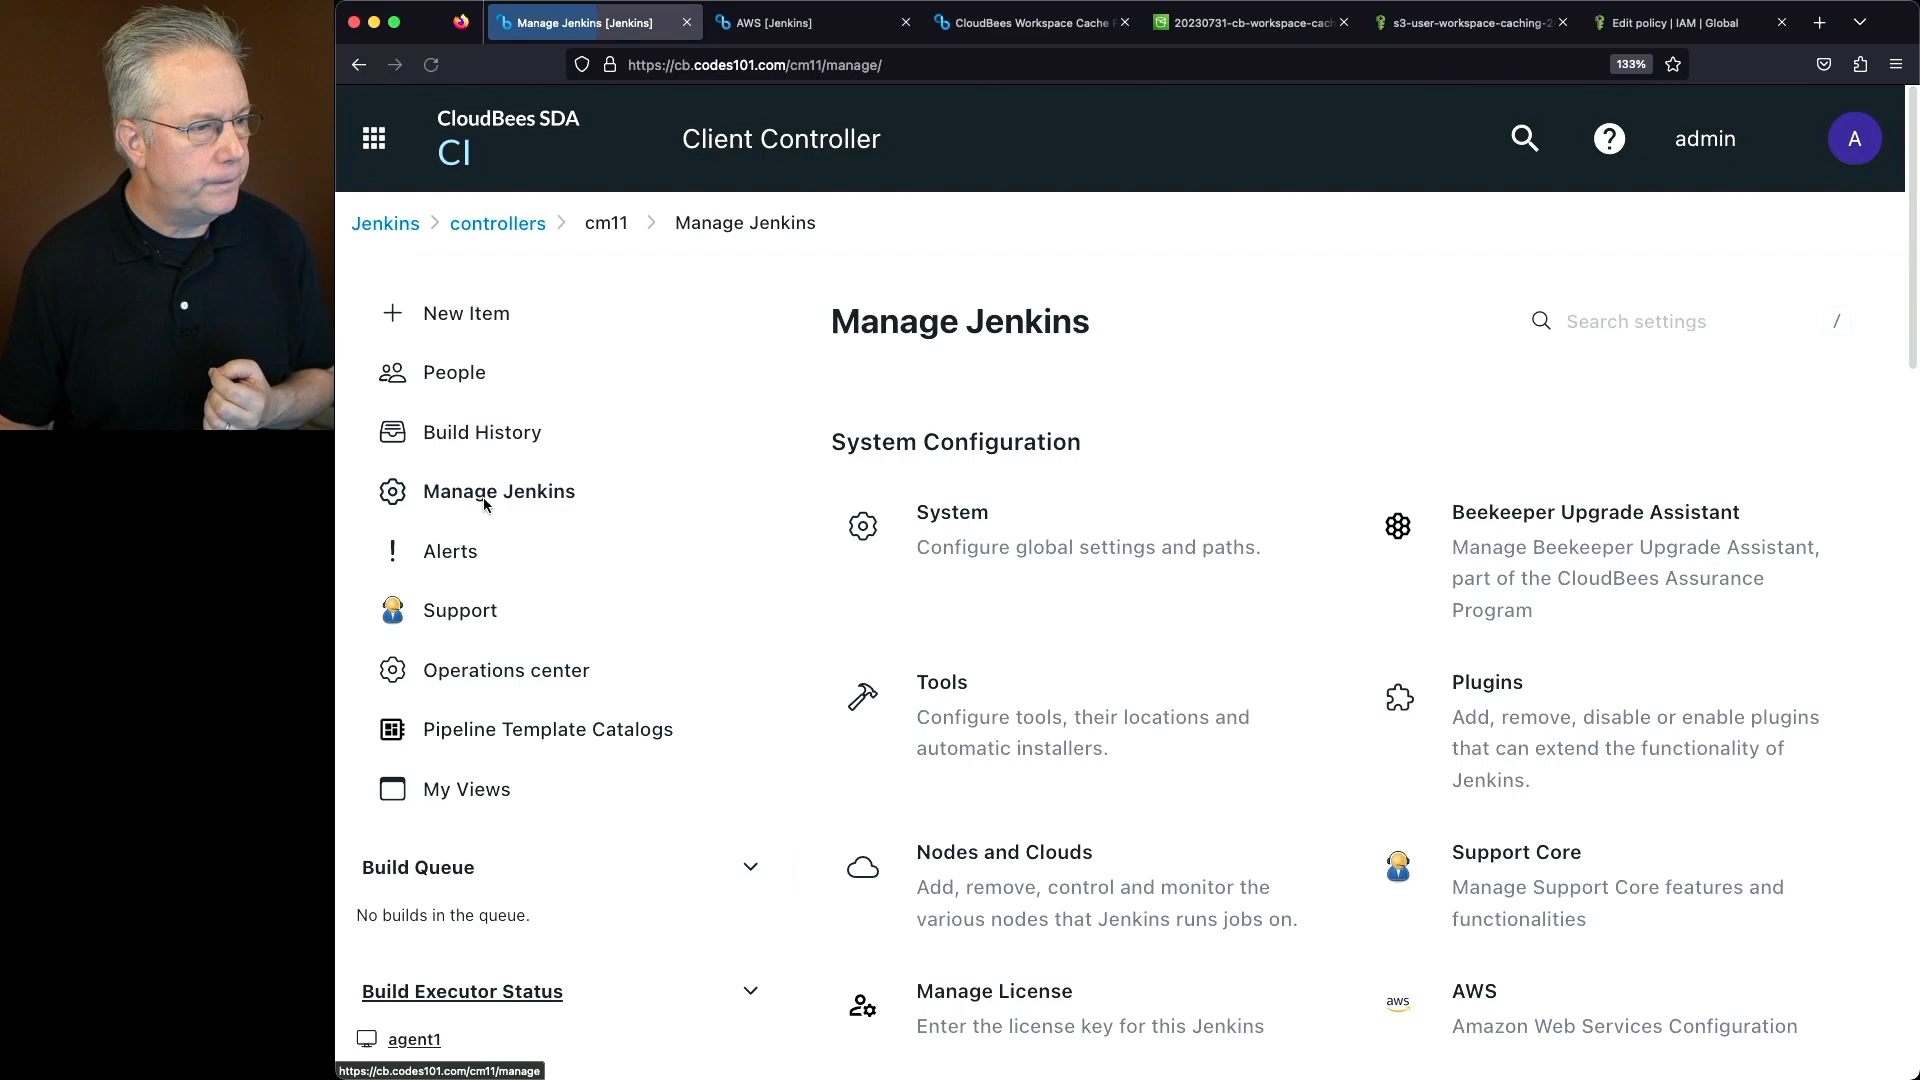 Manage Jenkins [Jenkins]
AWS [Jenkins]
CloudBees Workspace Cache
20230731-cb-workspace-cach
s3-user-workspace-caching-2
Edit policy | IAM | Global
https://cb.codes101.com/cm11/manage/
133%
CloudBees SDA
CI
Client Controller
admin
A
Jenkins
controllers
cm11
Manage Jenkins
New Item
People
Build History
Manage Jenkins
Alerts
Support
Operations center
Pipeline Template Catalogs
My Views
Build Queue
No builds in the queue.
Build Executor Status
agent1
https://cb.codes101.com/cm11/manage
Manage Jenkins
Search settings
/
System Configuration
System
Configure global settings and paths.
Beekeeper Upgrade Assistant
Manage Beekeeper Upgrade Assistant,
part of the CloudBees Assurance
Program
Tools
Configure tools, their locations and
automatic installers.
Plugins
Add, remove, disable or enable plugins
that can extend the functionality of
Jenkins.
Nodes and Clouds
Add, remove, control and monitor the
various nodes that Jenkins runs jobs on.
Support Core
Manage Support Core features and
functionalities
Manage License
Enter the license key for this Jenkins
aws
AWS
Amazon Web Services Configuration